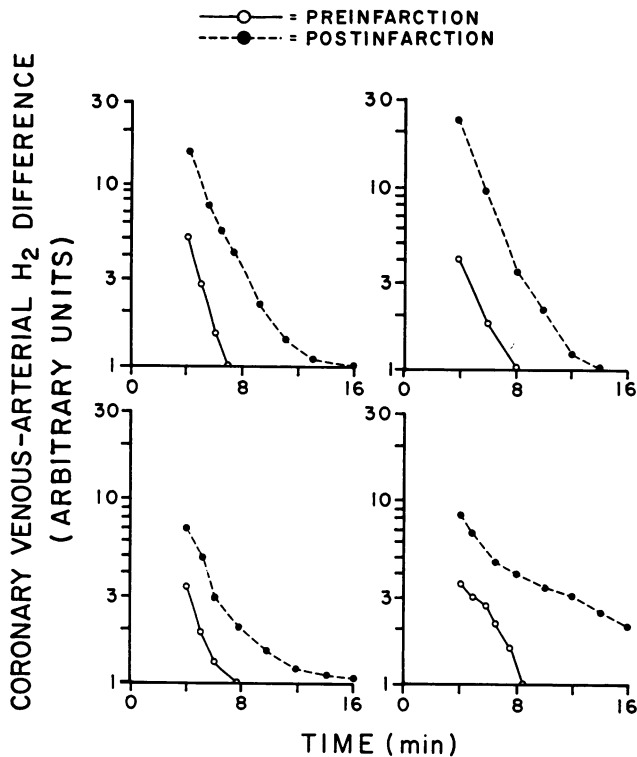 = PREINFARCTION
= POSTINFARCTION
CORONARY VENOUS-ARTERIAL H2 DIFFERENCE
(ARBITRARY UNITS)
30
10
3
1
0 8 16
30
10
3
1
0 8 16
30
10
3
1
0 8 16
30
10
3
1
0 8 16
TIME (min)